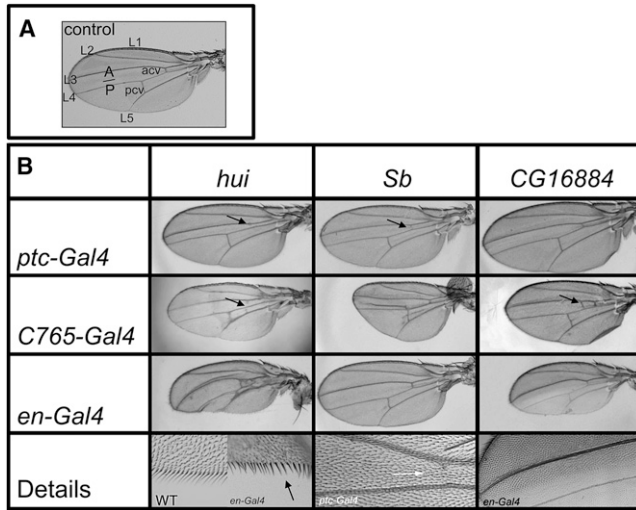 A
control
L1
L2
A
acv
L3
P
pcv
L4
L5
B
hui Sb CG16884
ptc-Gal4
C765-Gal4
en-Gal4
Details
WT en-Gal4 ptc-Gal4 en-Gal4